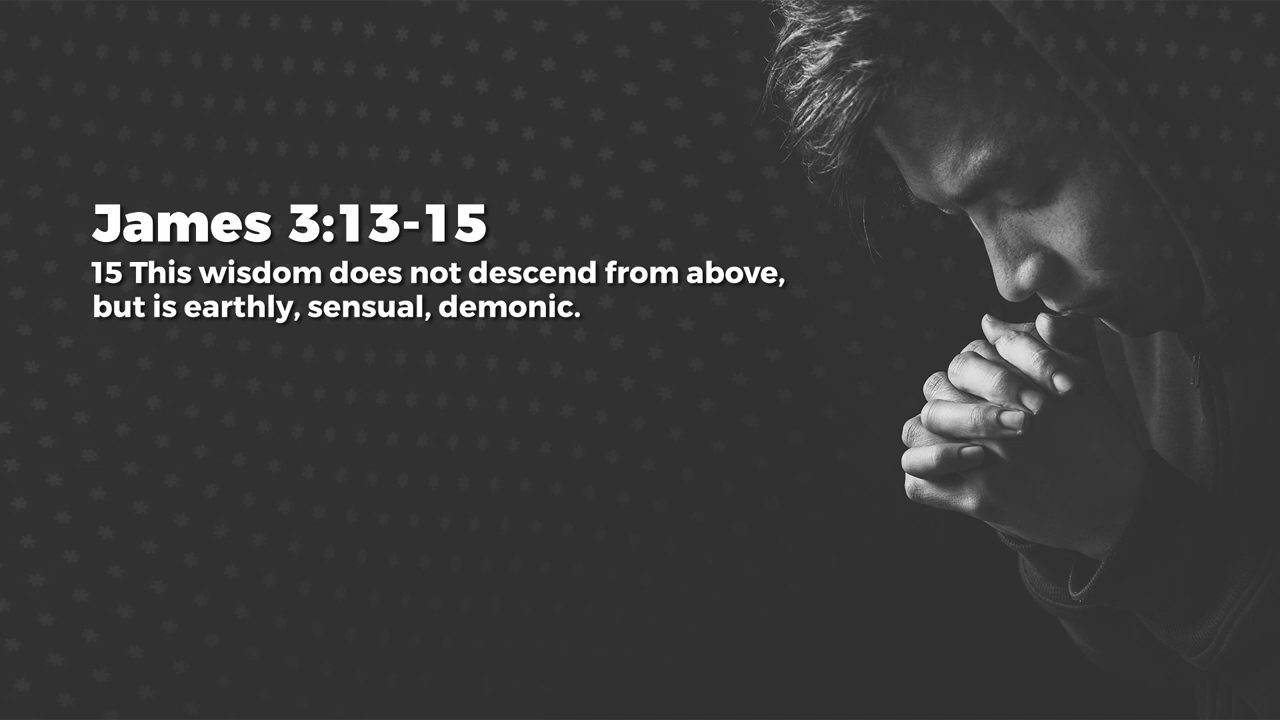 James 3:13-15
15 This wisdom does not descend from above,
but is earthly, sensual, demonic.